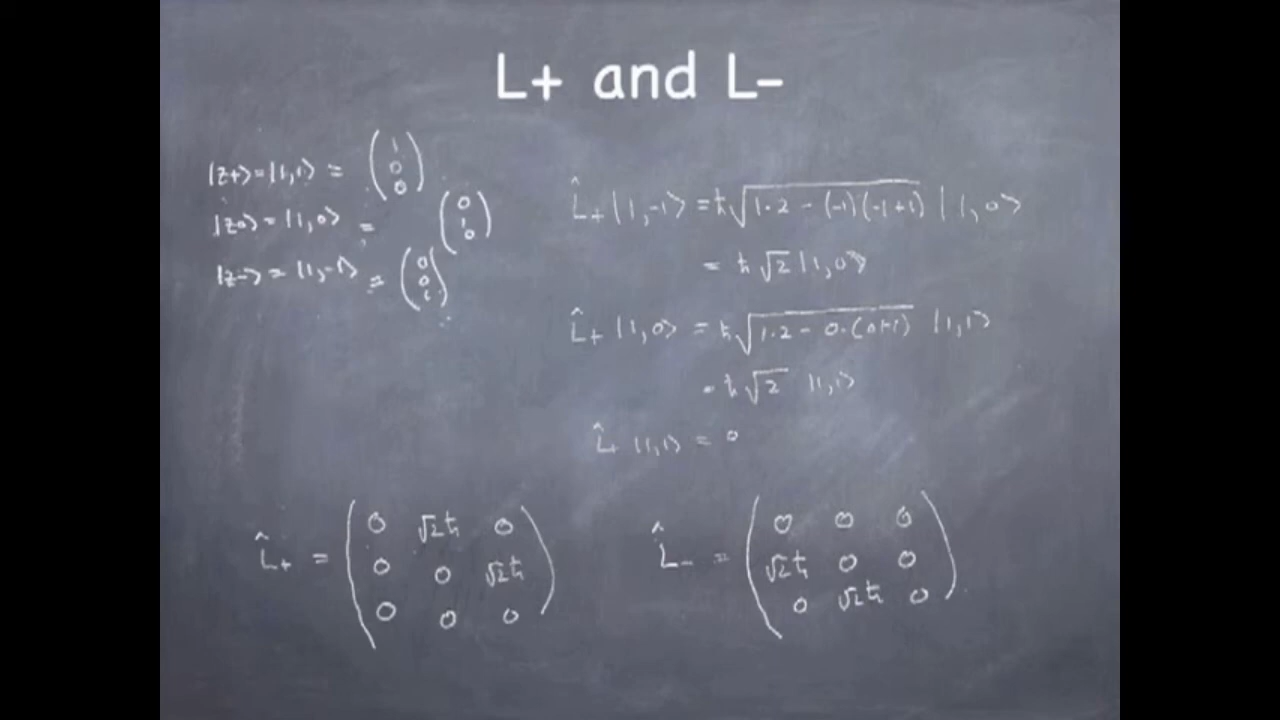 L+ and L-
|z+> = |1,1> = (1 0 0)
|z0> = |1,0> = (0 1 0)
|z-> = |1,-1> = (0 0 1)
L̂₊ |1,-1> = ħ√(1·2 - (-1)(-1+1)) |1,0>
= ħ√2 |1,0>
L̂₊ |1,0> = ħ√(1·2 - 0·(0+1)) |1,1>
= ħ√2 |1,1>
L̂₊ |1,1> = 0
L̂₊ = (0 √2ħ 0
0 0 √2ħ
0 0 0)
L̂₋ = (0 0 0
√2ħ 0 0
0 √2ħ 0)